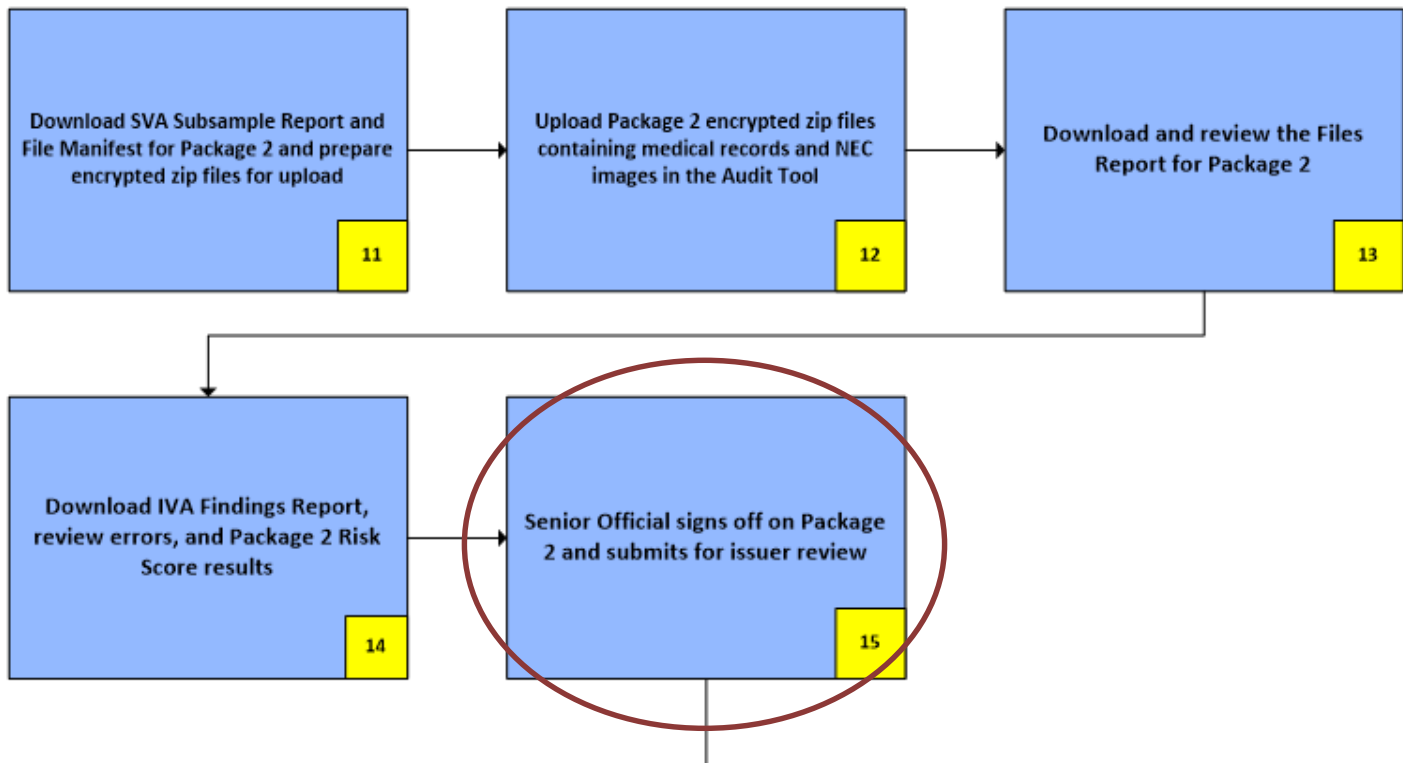 Download SVA Subsample Report and
File Manifest for Package 2 and prepare
encrypted zip files for upload
11
Upload Package 2 encrypted zip files
containing medical records and NEC
images in the Audit Tool
12
Download and review the Files
Report for Package 2
13
Download IVA Findings Report,
review errors, and Package 2 Risk
Score results
14
Senior Official signs off on Package
2 and submits for issuer review
15